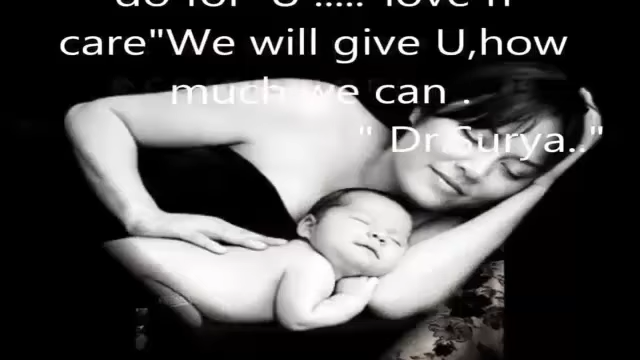 do for U ..... love n
care"We will give U,how
much we can .
" Dr.Surya.."